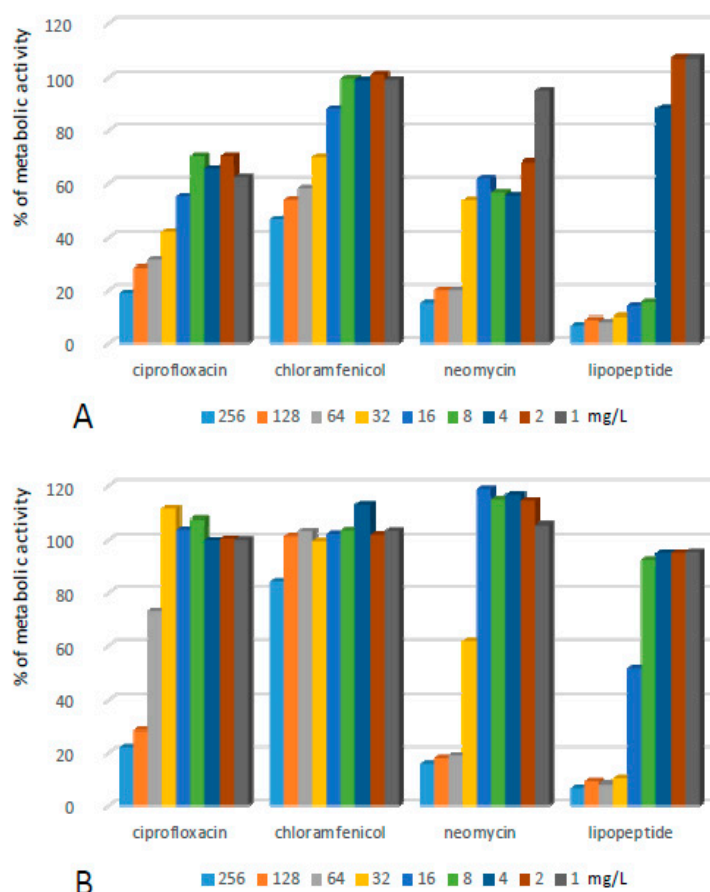 % of metabolic activity
120
100
80
60
40
20
0
ciprofloxacin chloramfenicol neomycin lipopeptide
A
256 128 64 32 16 8 4 2 1 mg/L
% of metabolic activity
120
100
80
60
40
20
0
ciprofloxacin chloramfenicol neomycin lipopeptide
B
256 128 64 32 16 8 4 2 1 mg/L